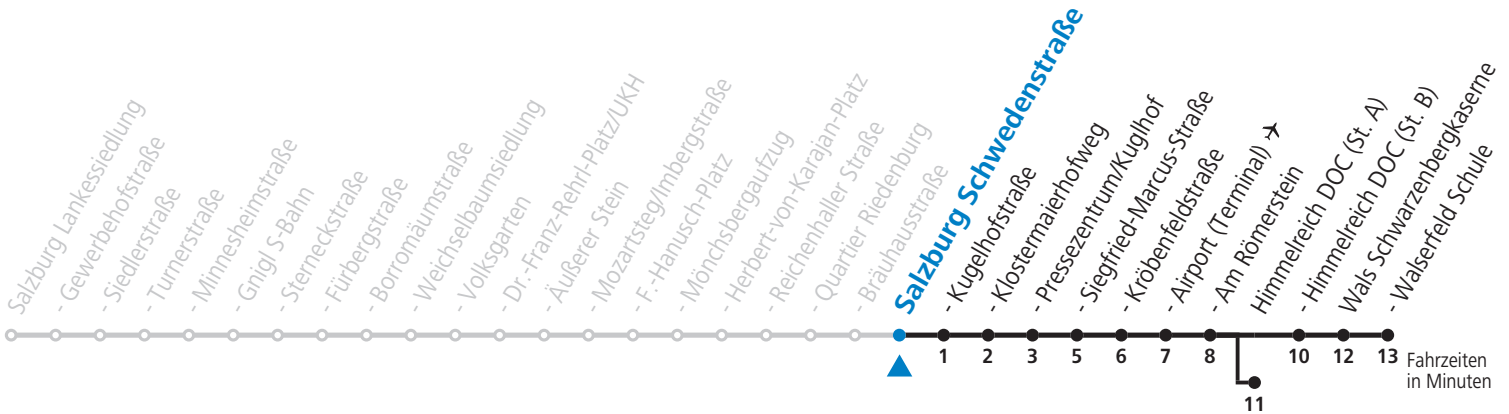 Salzburg Lankessiedlung
- Gewerbehofstraße
- Siedlerstraße
- Turnerstraße
- Minnesheimstraße
- Gnigl S-Bahn
- Sterneckstraße
- Fürbergstraße
- Borromäumstraße
- Weichselbaumsiedlung
- Volksgarten
- Dr.-Franz-Rehrl-Platz/UKH
- Äußerer Stein
- Mozartsteg/Imbergstraße
- F.-Hanusch-Platz
- Mönchsbergaufzug
- Herbert-von-Karajan-Platz
- Reichenhaller Straße
- Quartier Riedenburg
- Bräuhausstraße
Salzburg Schwedenstraße
- Kugelhofstraße
- Klostermaierhofweg
- Pressezentrum/Kuglhof
- Siegfried-Marcus-Straße
- Kröbenfeldstraße
- Airport (Terminal) ✈
- Am Römerstein
Himmelreich DOC (St. A)
- Himmelreich DOC (St. B)
Wals Schwarzenbergkaserne
- Walserfeld Schule
1 2 3 5 6 7 8 10 12 13 Fahrzeiten
in Minuten
11